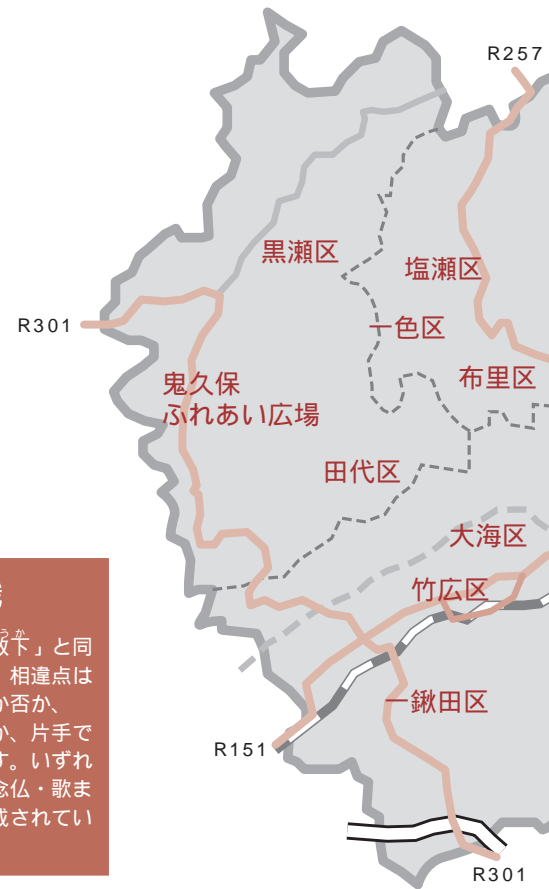 R257
黒瀬区
塩瀬区
R301
一色区
布里区
鬼久保
ふれあい広場
田代区
大海区
竹広区
一鍬田区
R151
R301
うか
下」と同
相違点は
か否か、
か、片手で
す。いずれ
念仏・歌ま
成されてい